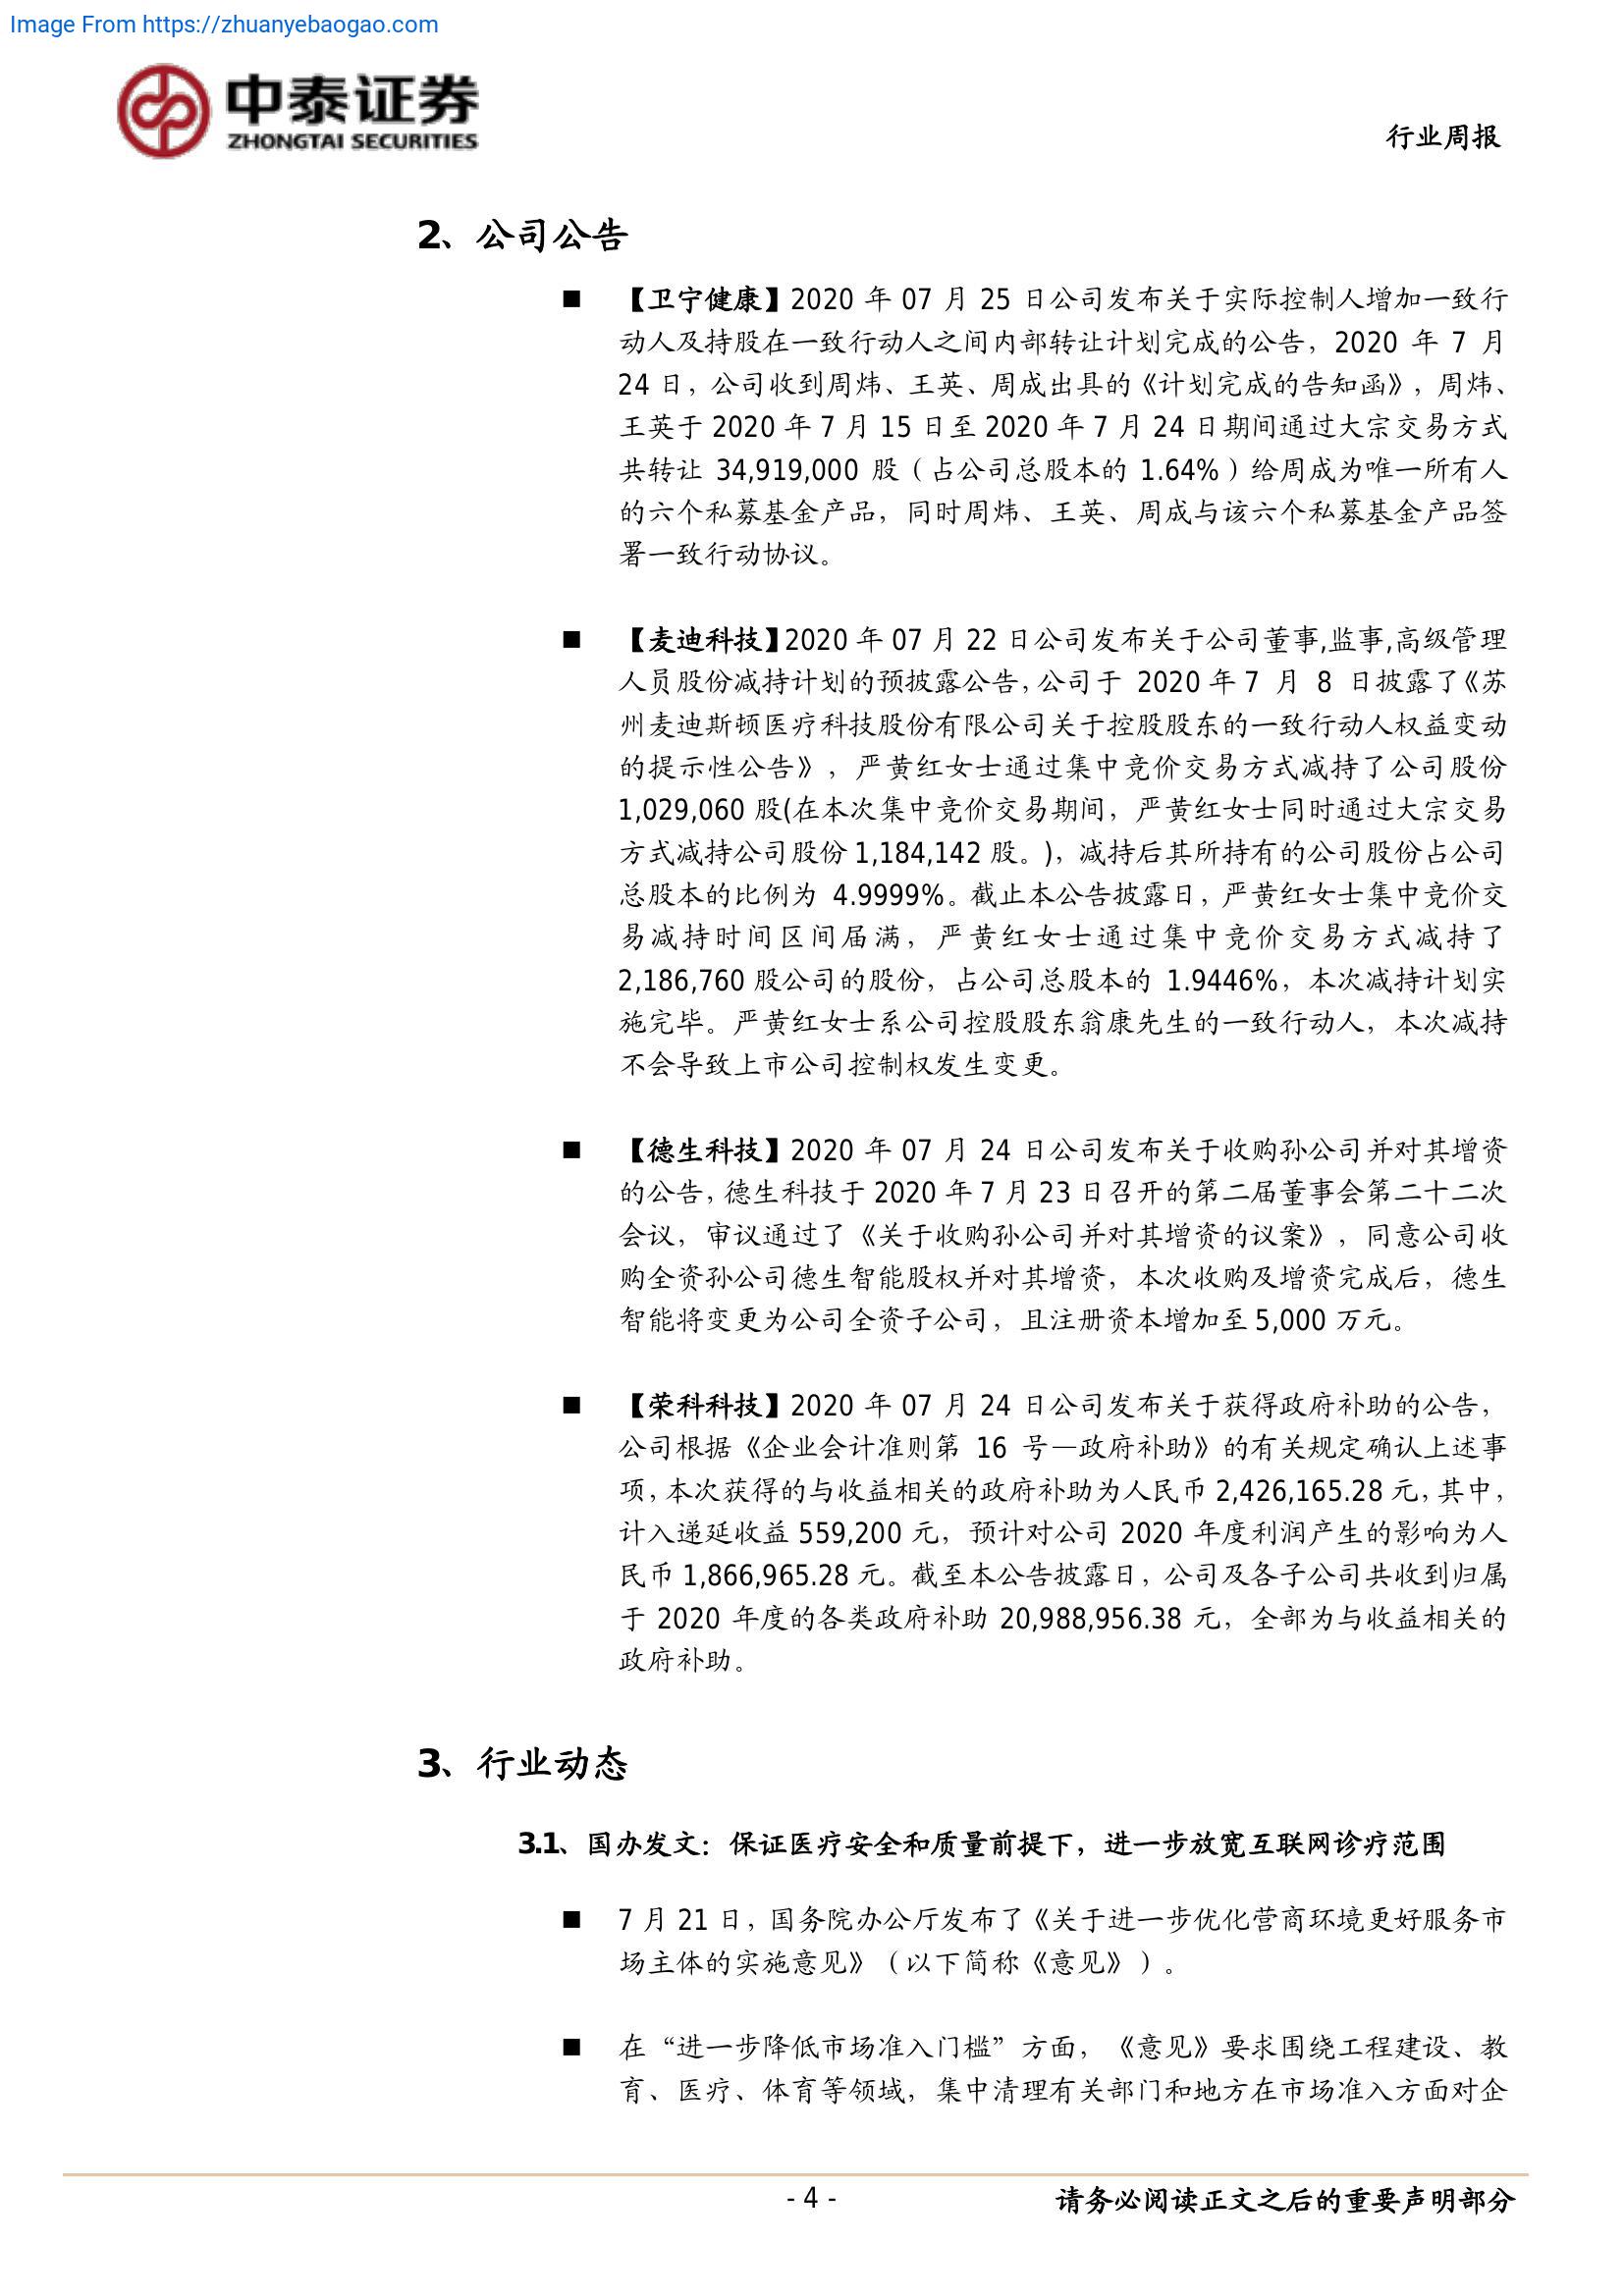 Image From https://zhuanyebaogao.com
中泰证券
ZHONGTAI SECURITIES
行业周报
2、公司公告
■ 【卫宁健康】2020 年 07 月 25 日公司发布关于实际控制人增加一致行
动人及持股在一致行动人之间内部转让计划完成的公告，2020 年 7 月
24 日，公司收到周炜、王英、周成出具的《计划完成的告知函》，周炜、
王英于 2020 年 7 月 15 日至 2020 年 7 月 24 日期间通过大宗交易方式
共转让 34,919,000 股（占公司总股本的 1.64%）给周成为唯一所有人
的六个私募基金产品，同时周炜、王英、周成与该六个私募基金产品签
署一致行动协议。
■ 【麦迪科技】2020 年 07 月 22 日公司发布关于公司董事,监事,高级管理
人员股份减持计划的预披露公告，公司于 2020 年 7 月 8 日披露了《苏
州麦迪斯顿医疗科技股份有限公司关于控股股东的一致行动人权益变动
的提示性公告》，严黄红女士通过集中竞价交易方式减持了公司股份
1,029,060 股(在本次集中竞价交易期间，严黄红女士同时通过大宗交易
方式减持公司股份 1,184,142 股。)，减持后其所持有的公司股份占公司
总股本的比例为 4.9999%。截止本公告披露日，严黄红女士集中竞价交
易减持时间区间届满，严黄红女士通过集中竞价交易方式减持了
2,186,760 股公司的股份，占公司总股本的 1.9446%，本次减持计划实
施完毕。严黄红女士系公司控股股东翁康先生的一致行动人，本次减持
不会导致上市公司控制权发生变更。
■ 【德生科技】2020 年 07 月 24 日公司发布关于收购孙公司并对其增资
的公告，德生科技于 2020 年 7 月 23 日召开的第二届董事会第二十二次
会议，审议通过了《关于收购孙公司并对其增资的议案》，同意公司收
购全资孙公司德生智能股权并对其增资，本次收购及增资完成后，德生
智能将变更为公司全资子公司，且注册资本增加至 5,000 万元。
■ 【荣科科技】2020 年 07 月 24 日公司发布关于获得政府补助的公告，
公司根据《企业会计准则第 16 号—政府补助》的有关规定确认上述事
项，本次获得的与收益相关的政府补助为人民币 2,426,165.28 元，其中，
计入递延收益 559,200 元，预计对公司 2020 年度利润产生的影响为人
民币 1,866,965.28 元。截至本公告披露日，公司及各子公司共收到归属
于 2020 年度的各类政府补助 20,988,956.38 元，全部为与收益相关的
政府补助。
3、行业动态
3.1、国办发文：保证医疗安全和质量前提下，进一步放宽互联网诊疗范围
■ 7 月 21 日，国务院办公厅发布了《关于进一步优化营商环境更好服务市
场主体的实施意见》（以下简称《意见》）。
■ 在“进一步降低市场准入门槛”方面，《意见》要求围绕工程建设、教
育、医疗、体育等领域，集中清理有关部门和地方在市场准入方面对企
- 4 -
请务必阅读正文之后的重要声明部分